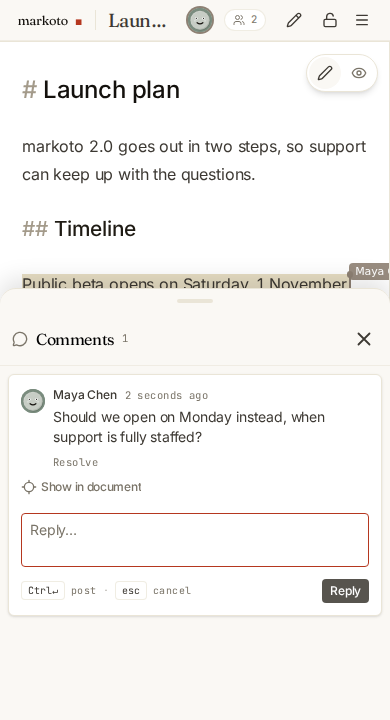 markoto
Laun...
2
# Launch plan
markoto 2.0 goes out in two steps, so support
can keep up with the questions.
## Timeline
Maya
Public beta opens on Saturday, 1 November
Comments 1
Maya Chen 2 seconds ago
Should we open on Monday instead, when
support is fully staffed?
Resolve
Show in document
Reply...
Ctrl↵ post · esc cancel
Reply